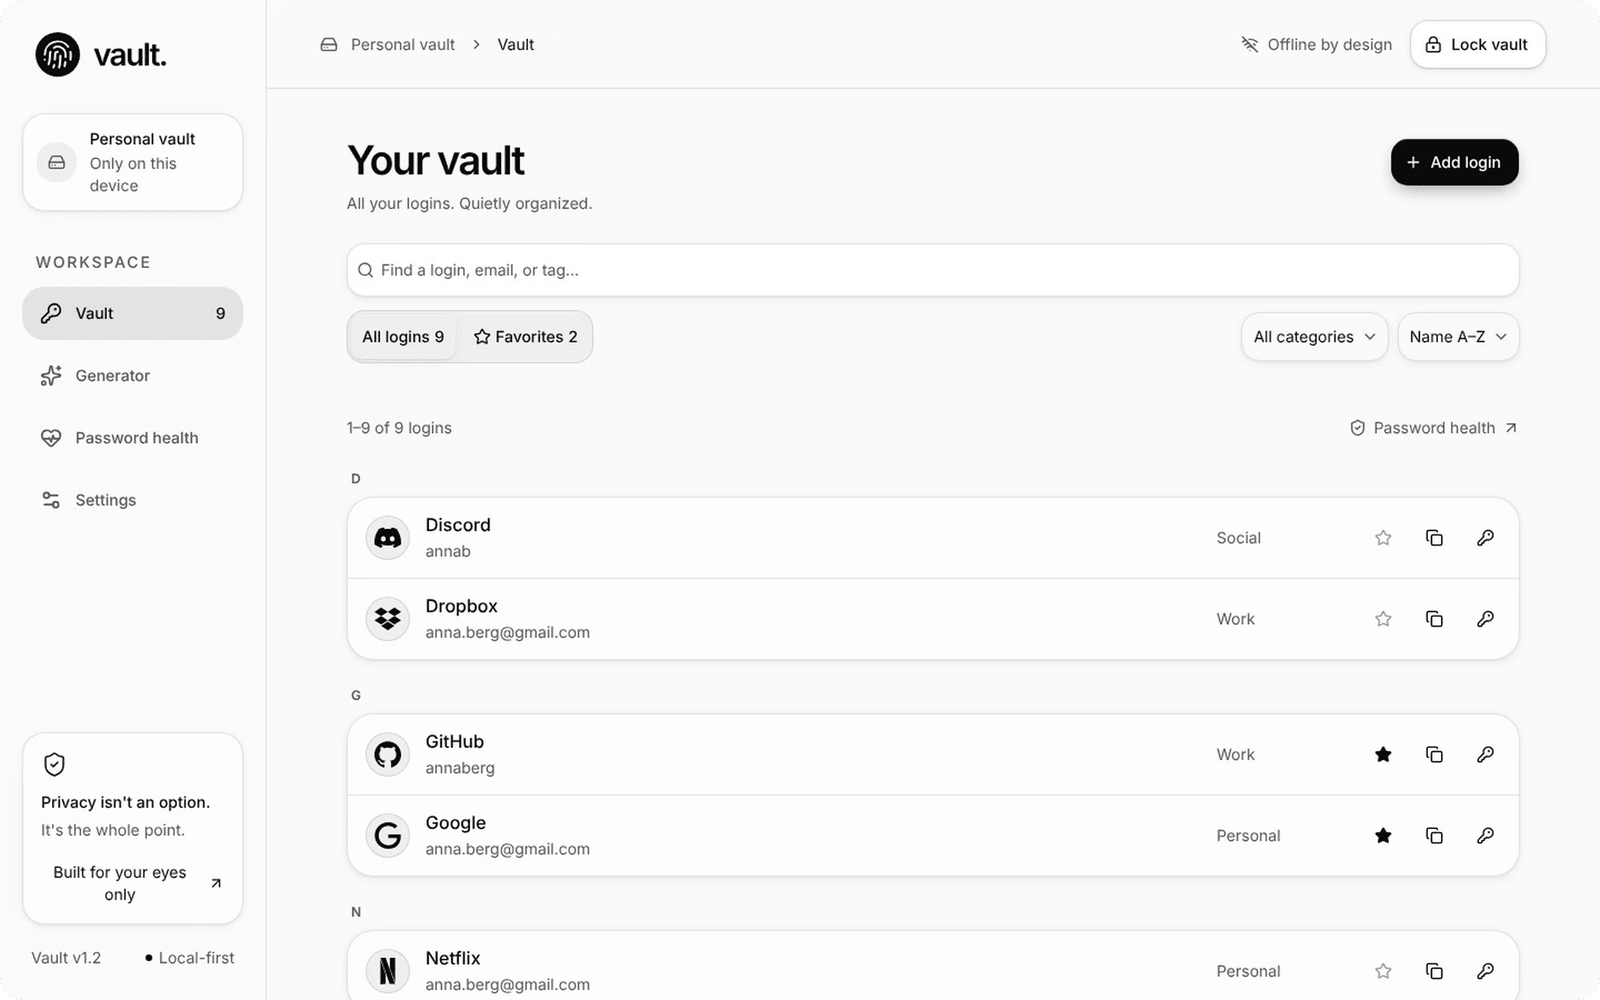 vault.
Personal vault
Only on this
device
WORKSPACE
Vault 9
Generator
Password health
Settings
Privacy isn't an option.
It's the whole point.
Built for your eyes
only
Vault v1.2
Local-first
Personal vault
Vault
Offline by design
Lock vault
Your vault
All your logins. Quietly organized.
Add login
Find a login, email, or tag...
All logins 9
Favorites 2
All categories
Name A–Z
1–9 of 9 logins
Password health
D
Discord
annab
Social
Dropbox
anna.berg@gmail.com
Work
G
GitHub
annaberg
Work
Google
anna.berg@gmail.com
Personal
N
Netflix
anna.berg@gmail.com
Personal